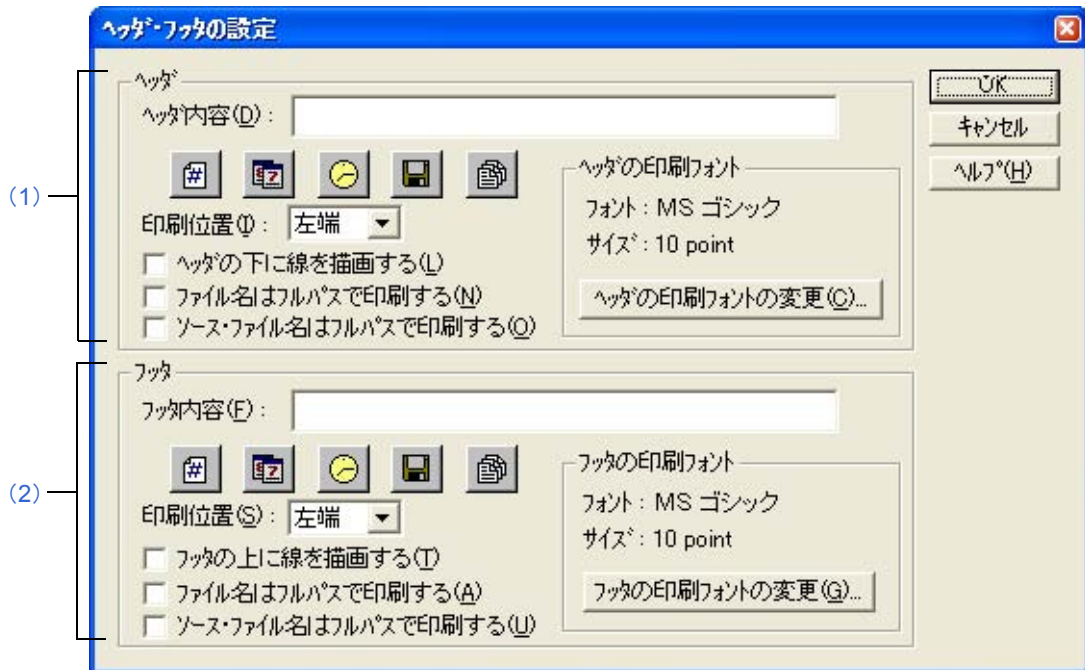 ﾍｯﾀﾞ･ﾌｯﾀの設定
(1)
ﾍｯﾀﾞ
ﾍｯﾀﾞ内容(D) :
印刷位置(I) : 左端
ﾍｯﾀﾞの下に線を描画する(L)
ﾌｧｲﾙ名はﾌﾙﾊﾟｽで印刷する(N)
ｿｰｽ･ﾌｧｲﾙ名はﾌﾙﾊﾟｽで印刷する(O)
ﾍｯﾀﾞの印刷ﾌｫﾝﾄ
ﾌｫﾝﾄ : MS ゴシック
ｻｲｽﾞ : 10 point
ﾍｯﾀﾞの印刷ﾌｫﾝﾄの変更(C)...
OK
ｷｬﾝｾﾙ
ﾍﾙﾌﾟ(H)
(2)
ﾌｯﾀ
ﾌｯﾀ内容(F) :
印刷位置(S) : 左端
ﾌｯﾀの上に線を描画する(T)
ﾌｧｲﾙ名はﾌﾙﾊﾟｽで印刷する(A)
ｿｰｽ･ﾌｧｲﾙ名はﾌﾙﾊﾟｽで印刷する(U)
ﾌｯﾀの印刷ﾌｫﾝﾄ
ﾌｫﾝﾄ : MS ゴシック
ｻｲｽﾞ : 10 point
ﾌｯﾀの印刷ﾌｫﾝﾄの変更(G)...